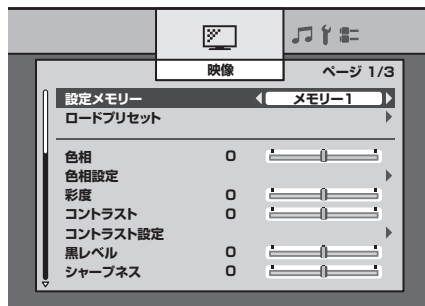 映像
ページ 1/3
設定メモリー メモリー1
ロードプリセット
色相 0
色相設定
彩度 0
コントラスト 0
コントラスト設定
黒レベル 0
シャープネス 0